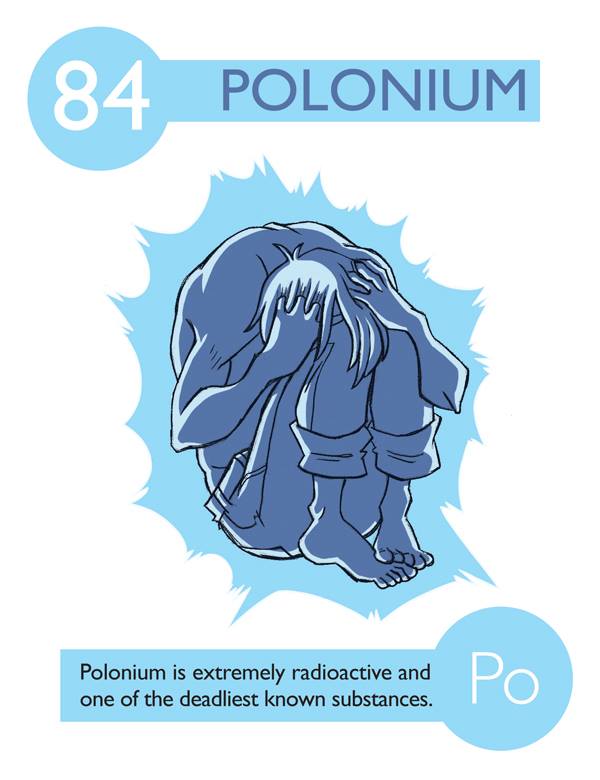 84
POLONIUM
Polonium is extremely radioactive and
one of the deadliest known substances.
Po